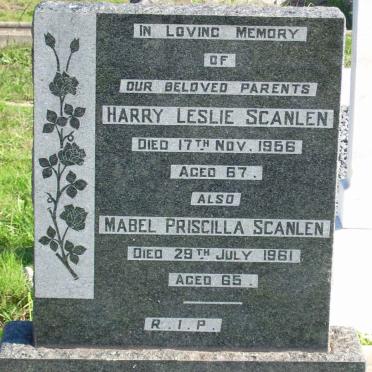 In Loving Memory
OF
OUR BELOVED PARENTS
HARRY LESLIE SCANLEN
DIED 17TH NOV. 1956
AGED 67.
ALSO
MABEL PRISCILLA SCANLEN
DIED 29TH JULY 1961
AGED 65.
R.I.P.